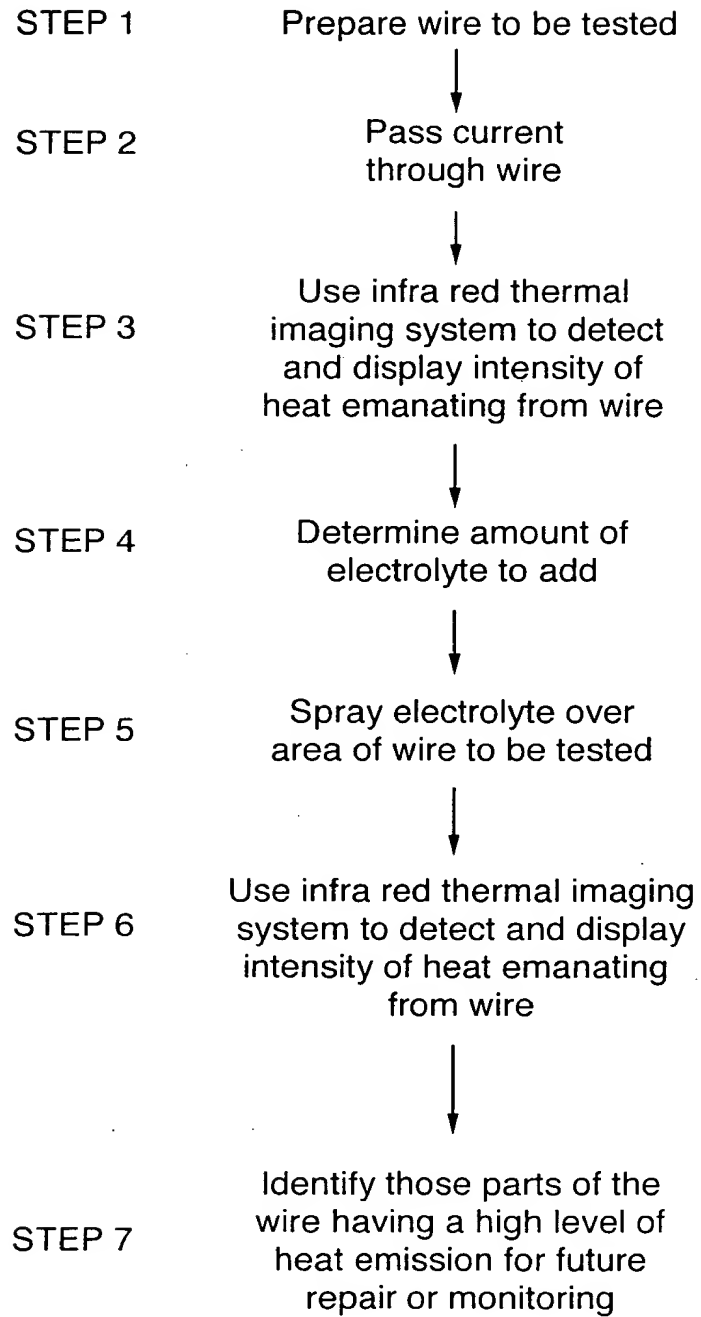 STEP 1
Prepare wire to be tested
STEP 2
Pass current
through wire
STEP 3
Use infra red thermal
imaging system to detect
and display intensity of
heat emanating from wire
STEP 4
Determine amount of
electrolyte to add
STEP 5
Spray electrolyte over
area of wire to be tested
STEP 6
Use infra red thermal imaging
system to detect and display
intensity of heat emanating
from wire
STEP 7
Identify those parts of the
wire having a high level of
heat emission for future
repair or monitoring